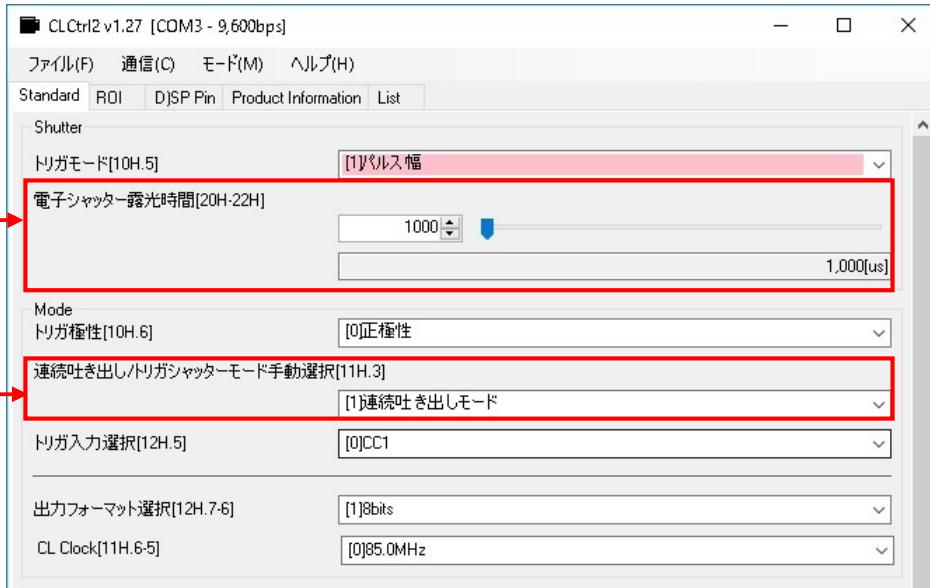 CLCtrl2 v1.27 [COM3 - 9,600bps]
ファイル(F) 通信(C) モード(M) ヘルプ(H)
Standard ROI D)SP Pin Product Information List
Shutter
トリガモード[10H.5] [1]パルス幅
電子シャッター露光時間[20H-22H]
1000
1,000[us]
Mode
トリガ極性[10H.6] [0]正極性
連続吐き出し/トリガシャッターモード手動選択[11H.3]
[1]連続吐き出しモード
トリガ入力選択[12H.5] [0]CC1
出力フォーマット選択[12H.7-6] [1]8bits
CL Clock[11H.6-5] [0]85.0MHz